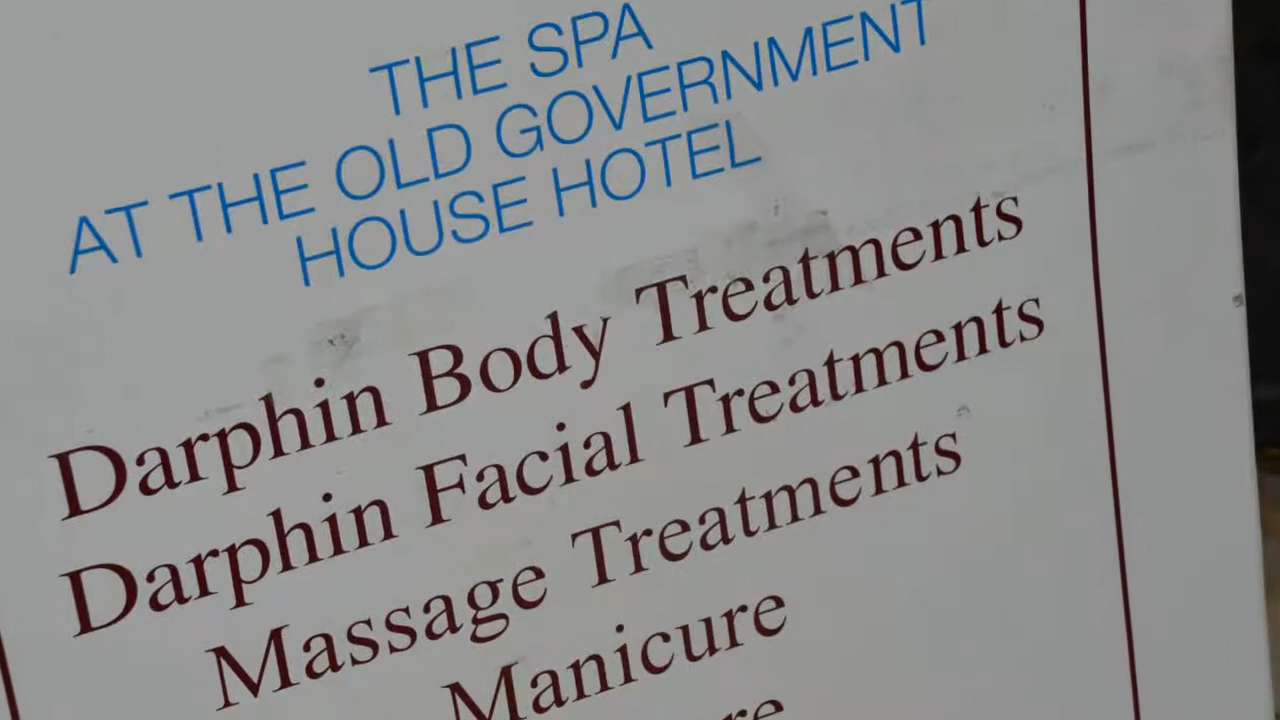 THE SPA
AT THE OLD GOVERNMENT
HOUSE HOTEL
Darphin Body Treatments
Darphin Facial Treatments
Massage Treatments
Manicure